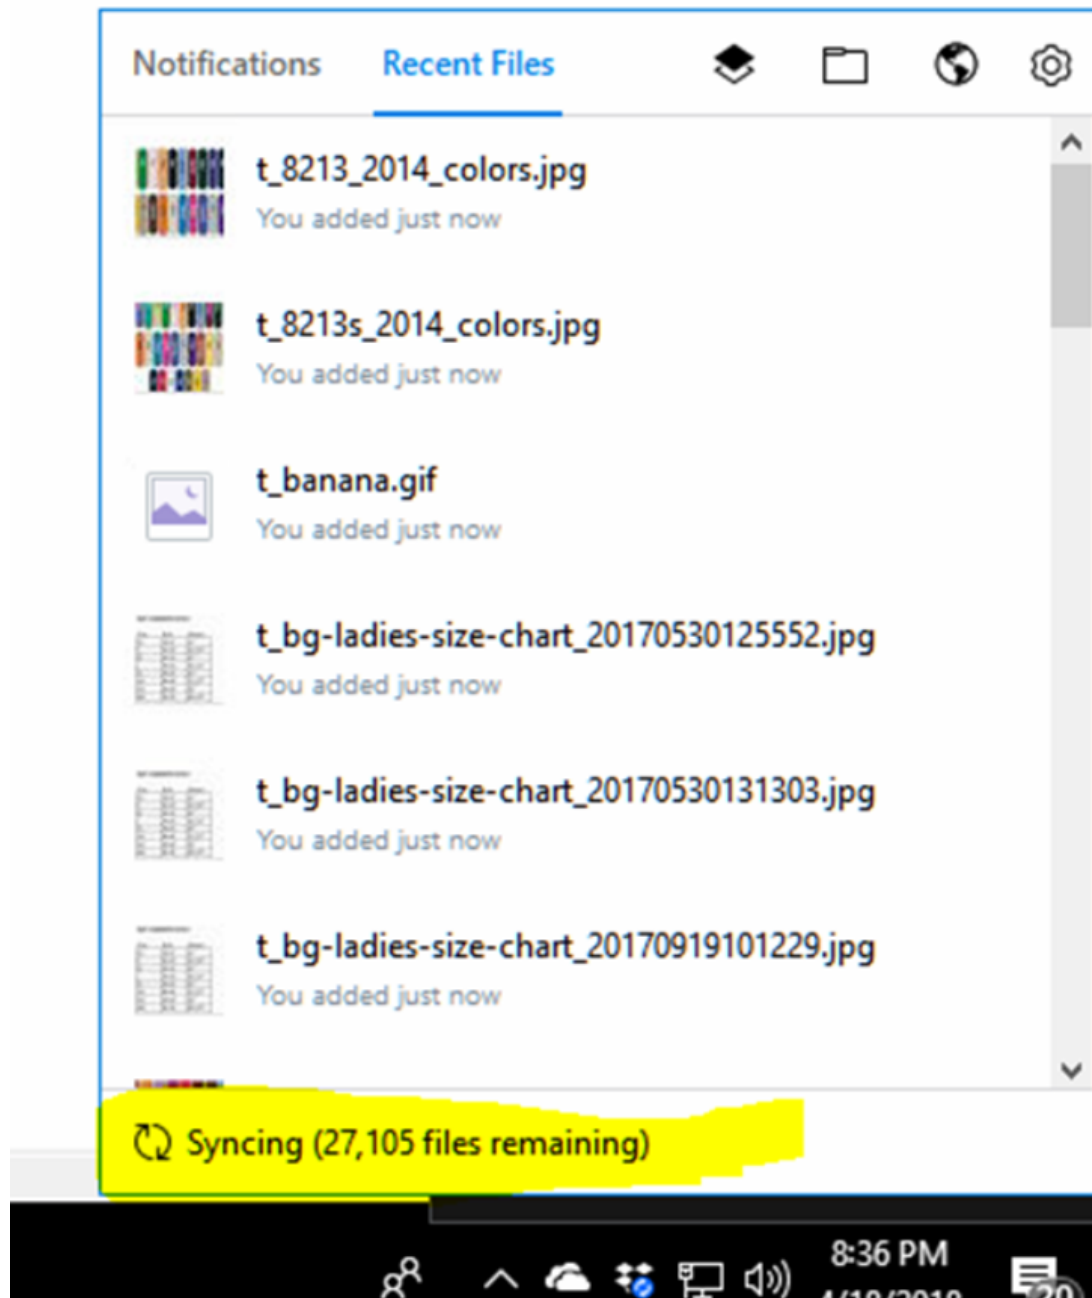 Notifications Recent Files
t_8213_2014_colors.jpg
You added just now
t_8213s_2014_colors.jpg
You added just now
t_banana.gif
You added just now
t_bg-ladies-size-chart_20170530125552.jpg
You added just now
t_bg-ladies-size-chart_20170530131303.jpg
You added just now
t_bg-ladies-size-chart_20170919101229.jpg
You added just now
Syncing (27,105 files remaining)
8:36 PM